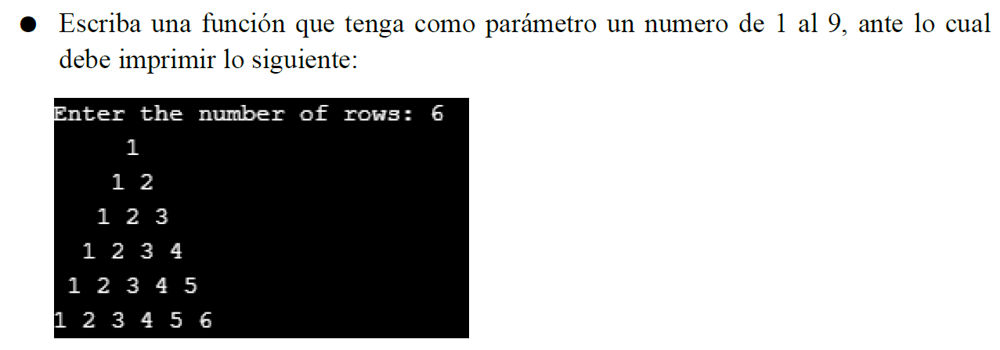 ● Escriba una función que tenga como parámetro un numero de 1 al 9, ante lo cual
debe imprimir lo siguiente:
Enter the number of rows: 6
     1
    1 2
   1 2 3
  1 2 3 4
 1 2 3 4 5
1 2 3 4 5 6